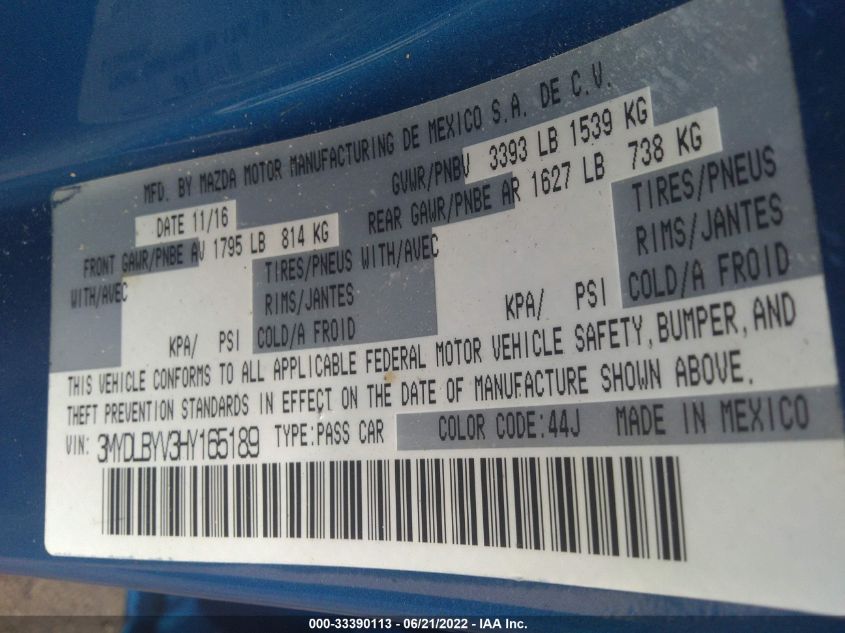 MFD. BY MAZDA MOTOR MANUFACTURING DE MEXICO S.A. DE C.V.
DATE 11/16 GVWR/PNBV 3393 LB 1539 KG
FRONT GAWR/PNBE AV 1795 LB 814 KG REAR GAWR/PNBE AR 1627 LB 738 KG
WITH/AVEC TIRES/PNEUS WITH/AVEC TIRES/PNEUS
RIMS/JANTES RIMS/JANTES
KPA/ PSI COLD/A FROID KPA/ PSI COLD/A FROID
THIS VEHICLE CONFORMS TO ALL APPLICABLE FEDERAL MOTOR VEHICLE SAFETY, BUMPER, AND
THEFT PREVENTION STANDARDS IN EFFECT ON THE DATE OF MANUFACTURE SHOWN ABOVE.
VIN: 3MYDLBYV3HY165189 TYPE:PASS CAR COLOR CODE:44J MADE IN MEXICO
000-33390113 - 06/21/2022 - IAA Inc.